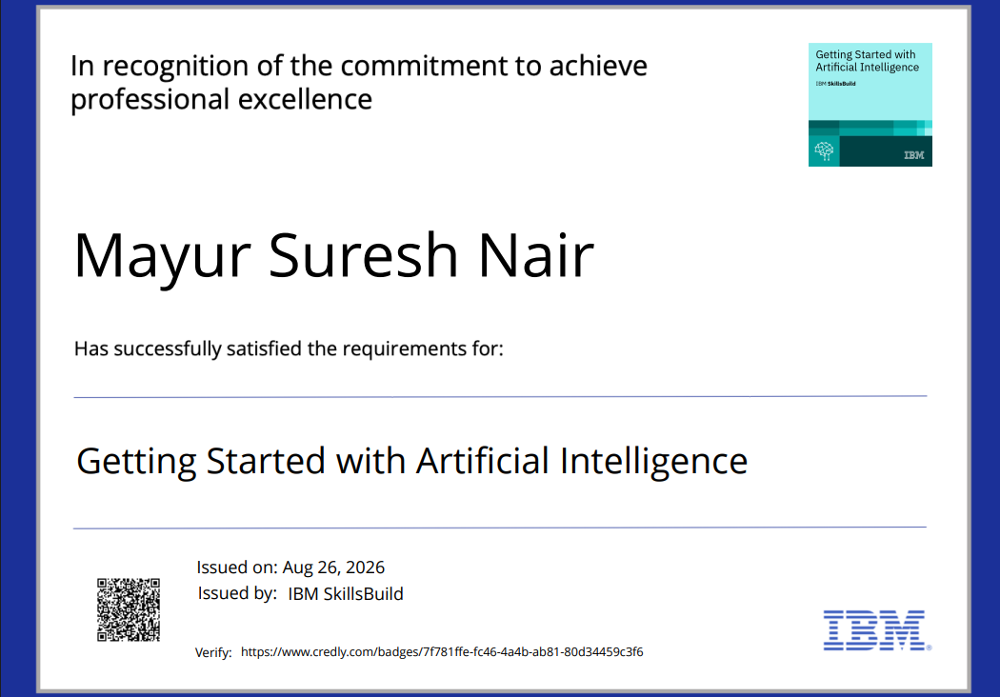 In recognition of the commitment to achieve
professional excellence
Getting Started with
Artificial Intelligence
IBM SkillsBuild
IBM
Mayur Suresh Nair
Has successfully satisfied the requirements for:
Getting Started with Artificial Intelligence
Issued on: Aug 26, 2026
Issued by: IBM SkillsBuild
IBM®
Verify: https://www.credly.com/badges/7f781ffe-fc46-4a4b-ab81-80d34459c3f6